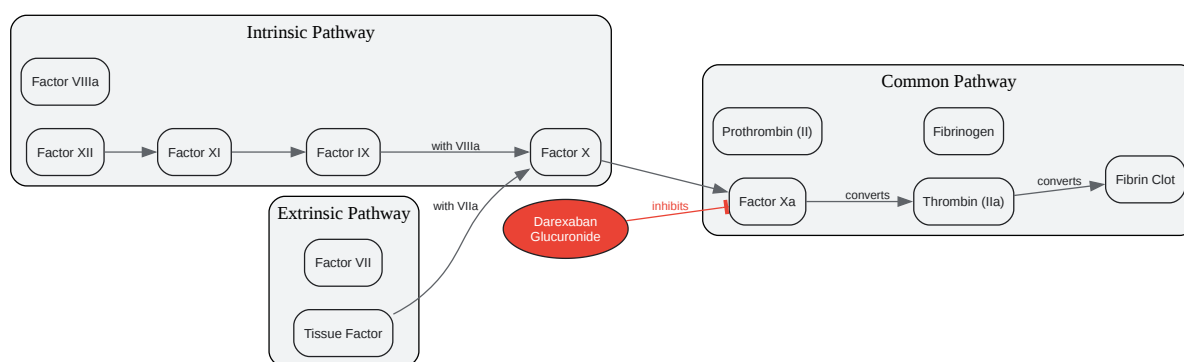 Intrinsic Pathway
Factor VIIIa
Factor XII
Factor XI
Factor IX
with VIIIa
Factor X
Extrinsic Pathway
Factor VII
Tissue Factor
with VIIa
Darexaban
Glucuronide
inhibits
Common Pathway
Prothrombin (II)
Fibrinogen
Factor Xa
converts
Thrombin (IIa)
converts
Fibrin Clot